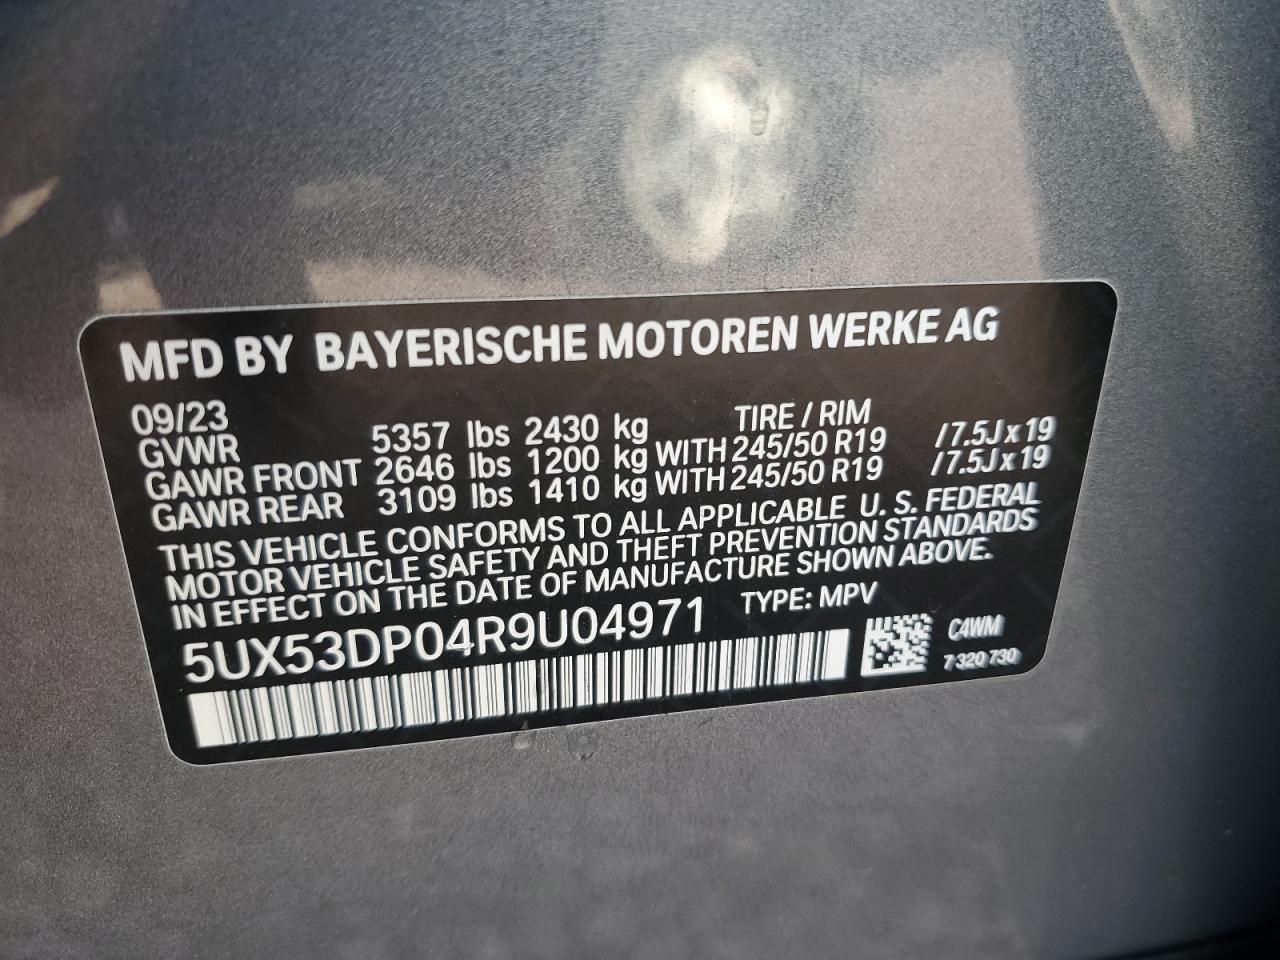 MFD BY BAYERISCHE MOTOREN WERKE AG
09/23 TIRE / RIM
GVWR 5357 lbs 2430 kg
GAWR FRONT 2646 lbs 1200 kg WITH 245/50 R19 /7.5J x 19
GAWR REAR 3109 lbs 1410 kg WITH 245/50 R19 /7.5J x 19
THIS VEHICLE CONFORMS TO ALL APPLICABLE U. S. FEDERAL
MOTOR VEHICLE SAFETY AND THEFT PREVENTION STANDARDS
IN EFFECT ON THE DATE OF MANUFACTURE SHOWN ABOVE.
5UX53DP04R9U04971 TYPE: MPV
C4WM
7 320 730